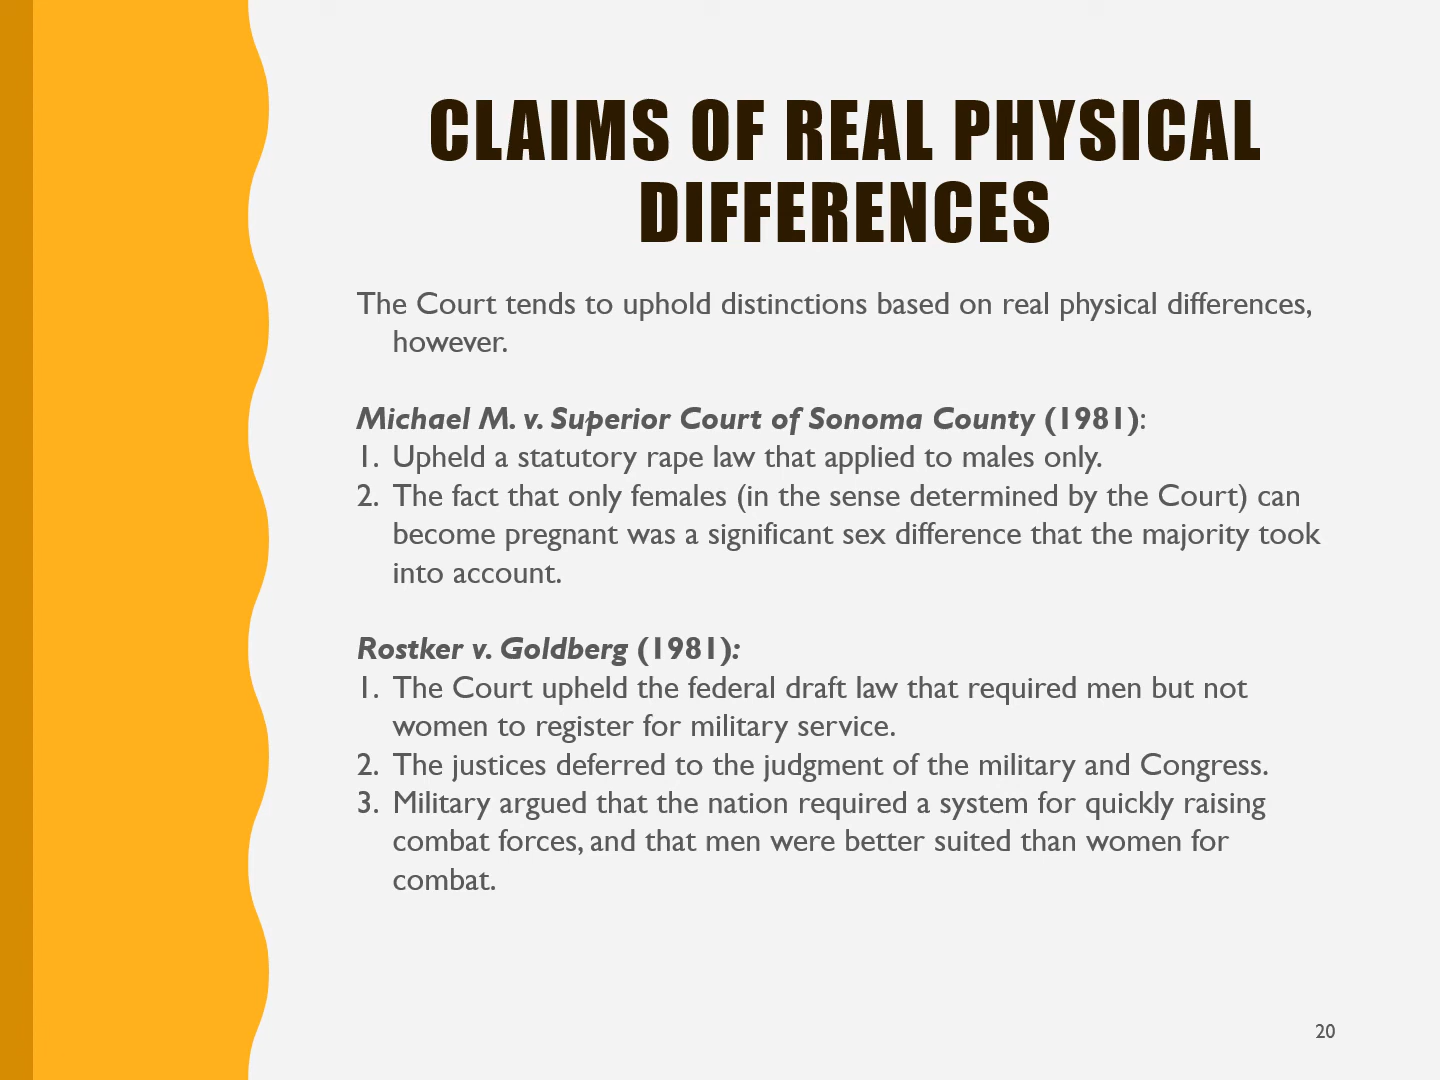 CLAIMS OF REAL PHYSICAL
DIFFERENCES
The Court tends to uphold distinctions based on real physical differences,
however.
Michael M. v. Superior Court of Sonoma County (1981):
1. Upheld a statutory rape law that applied to males only.
2. The fact that only females (in the sense determined by the Court) can
become pregnant was a significant sex difference that the majority took
into account.
Rostker v. Goldberg (1981):
1. The Court upheld the federal draft law that required men but not
women to register for military service.
2. The justices deferred to the judgment of the military and Congress.
3. Military argued that the nation required a system for quickly raising
combat forces, and that men were better suited than women for
combat.
20